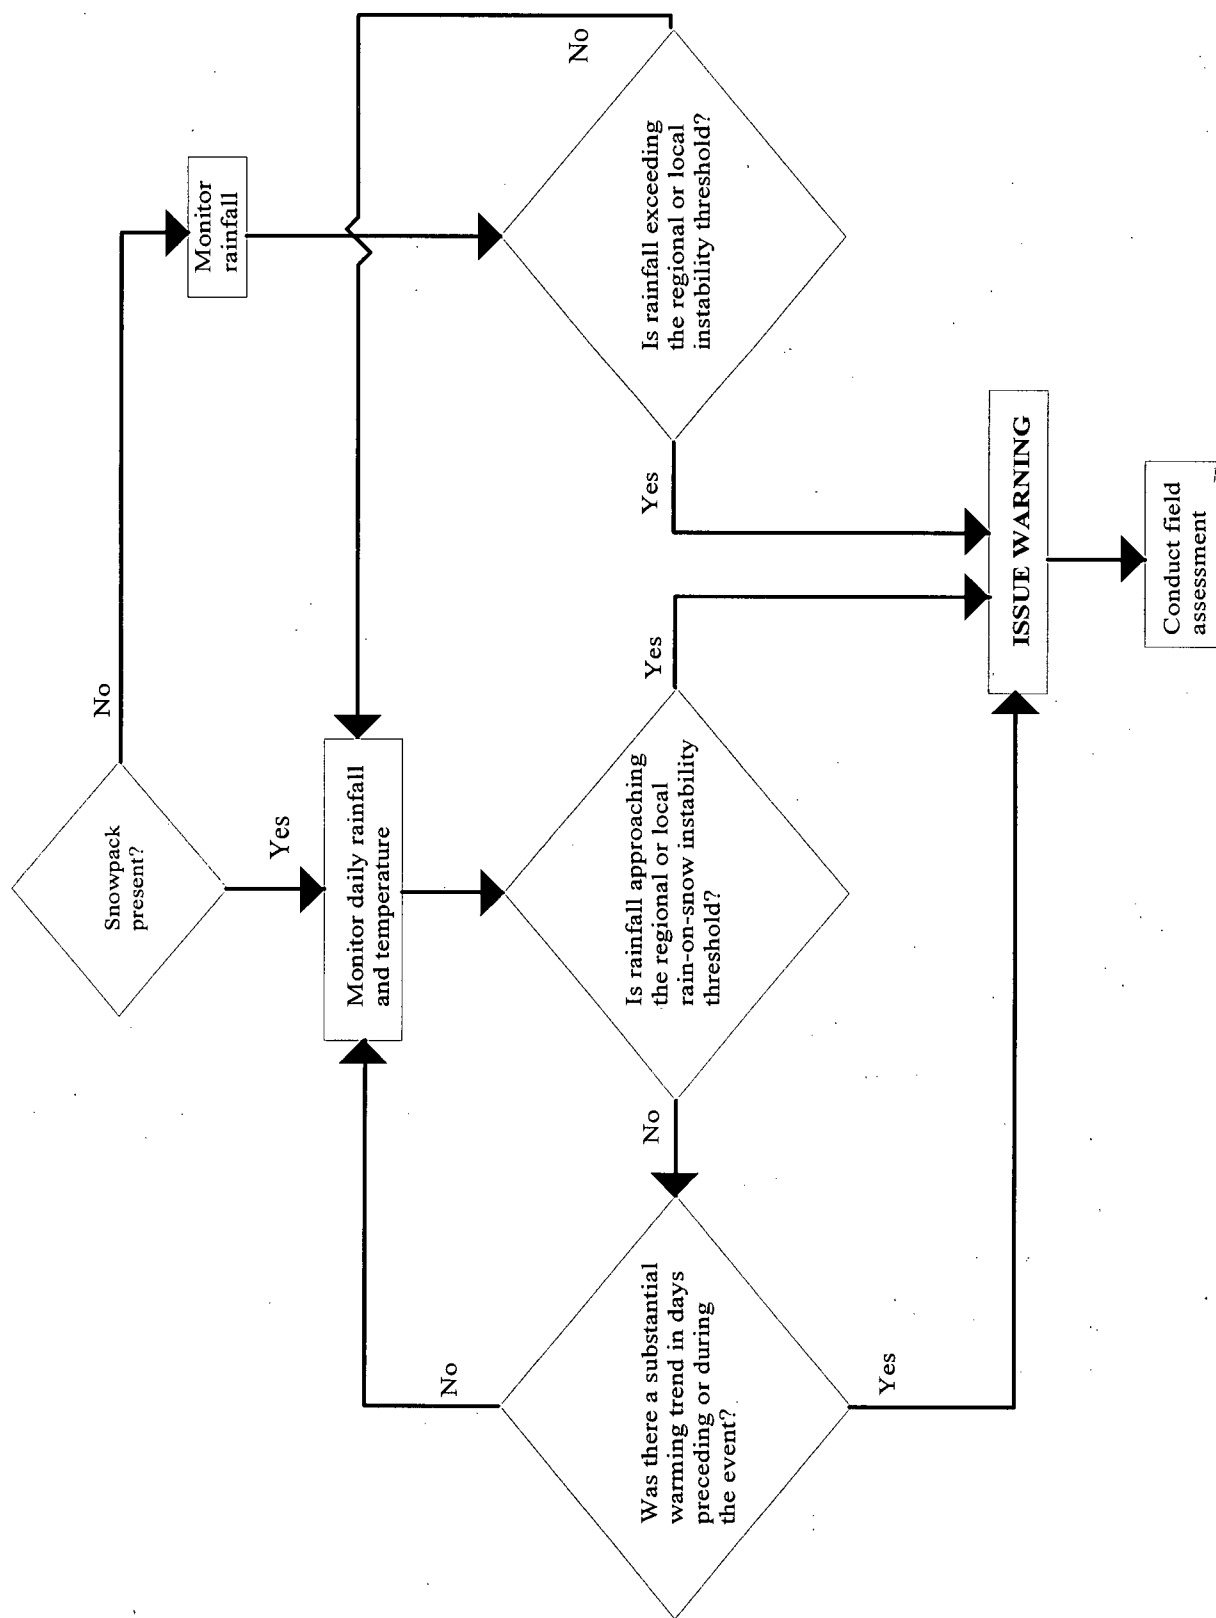 Snowpack
present?
No
Yes
Monitor
rainfall
Monitor daily rainfall
and temperature
No
No
Was there a substantial
warming trend in days
preceding or during
the event?
No
Is rainfall approaching
the regional or local
rain-on-snow instability
threshold?
Is rainfall exceeding
the regional or local
instability threshold?
Yes
Yes
Yes
ISSUE WARNING
Conduct field
assessment